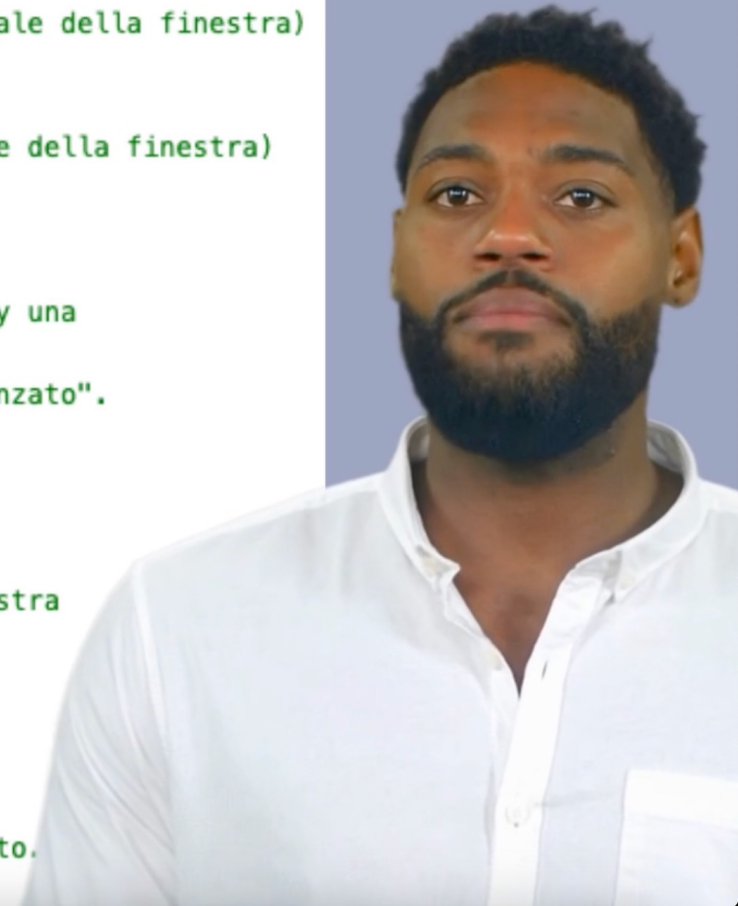 ale della finestra)
e della finestra)
y una
nzato".
stra
to.